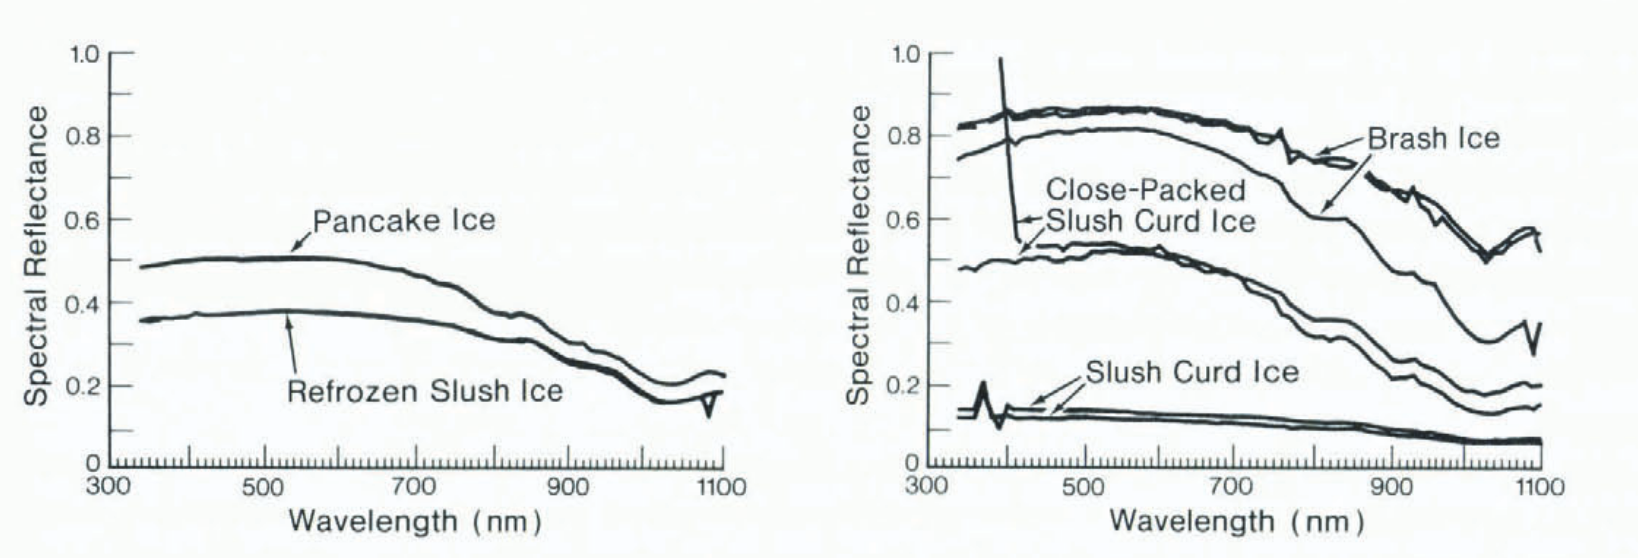 1.0
0.8
0.6
0.4
0.2
0
Spectral Reflectance
Pancake Ice
Refrozen Slush Ice
300 500 700 900 1100
Wavelength (nm)
1.0
0.8
0.6
0.4
0.2
0
Spectral Reflectance
Brash Ice
Close-Packed
Slush Curd Ice
Slush Curd Ice
300 500 700 900 1100
Wavelength (nm)